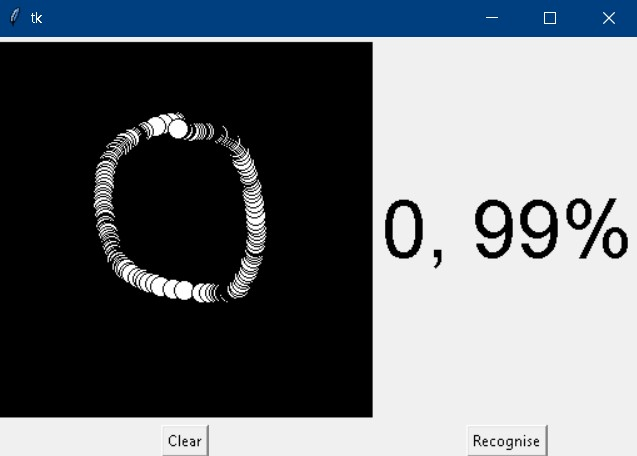 tk
0, 99%
Clear
Recognise